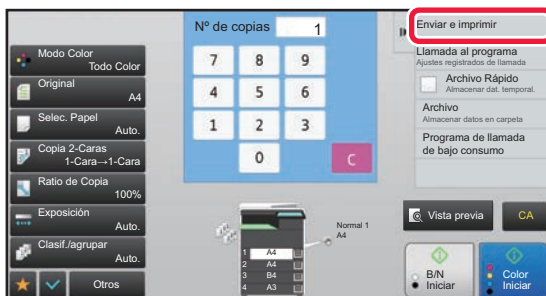 Modo Color
Todo Color
Original
A4
Selec. Papel
Auto.
Copia 2-Caras
1-Cara→1-Cara
Ratio de Copia
100%
Exposición
Auto.
Clasif./agrupar
Auto.
Otros
Nº de copias
1
7 8 9
4 5 6
1 2 3
0 C
Normal 1
A4
1 A4
2 A4
3 B4
4 A3
Enviar e imprimir
Llamada al programa
Ajustes registrados de llamada
Archivo Rápido
Almacenar dat. temporal.
Archivo
Almacenar datos en carpeta
Programa de llamada
de bajo consumo
Vista previa
CA
B/N
Iniciar
Color
Iniciar